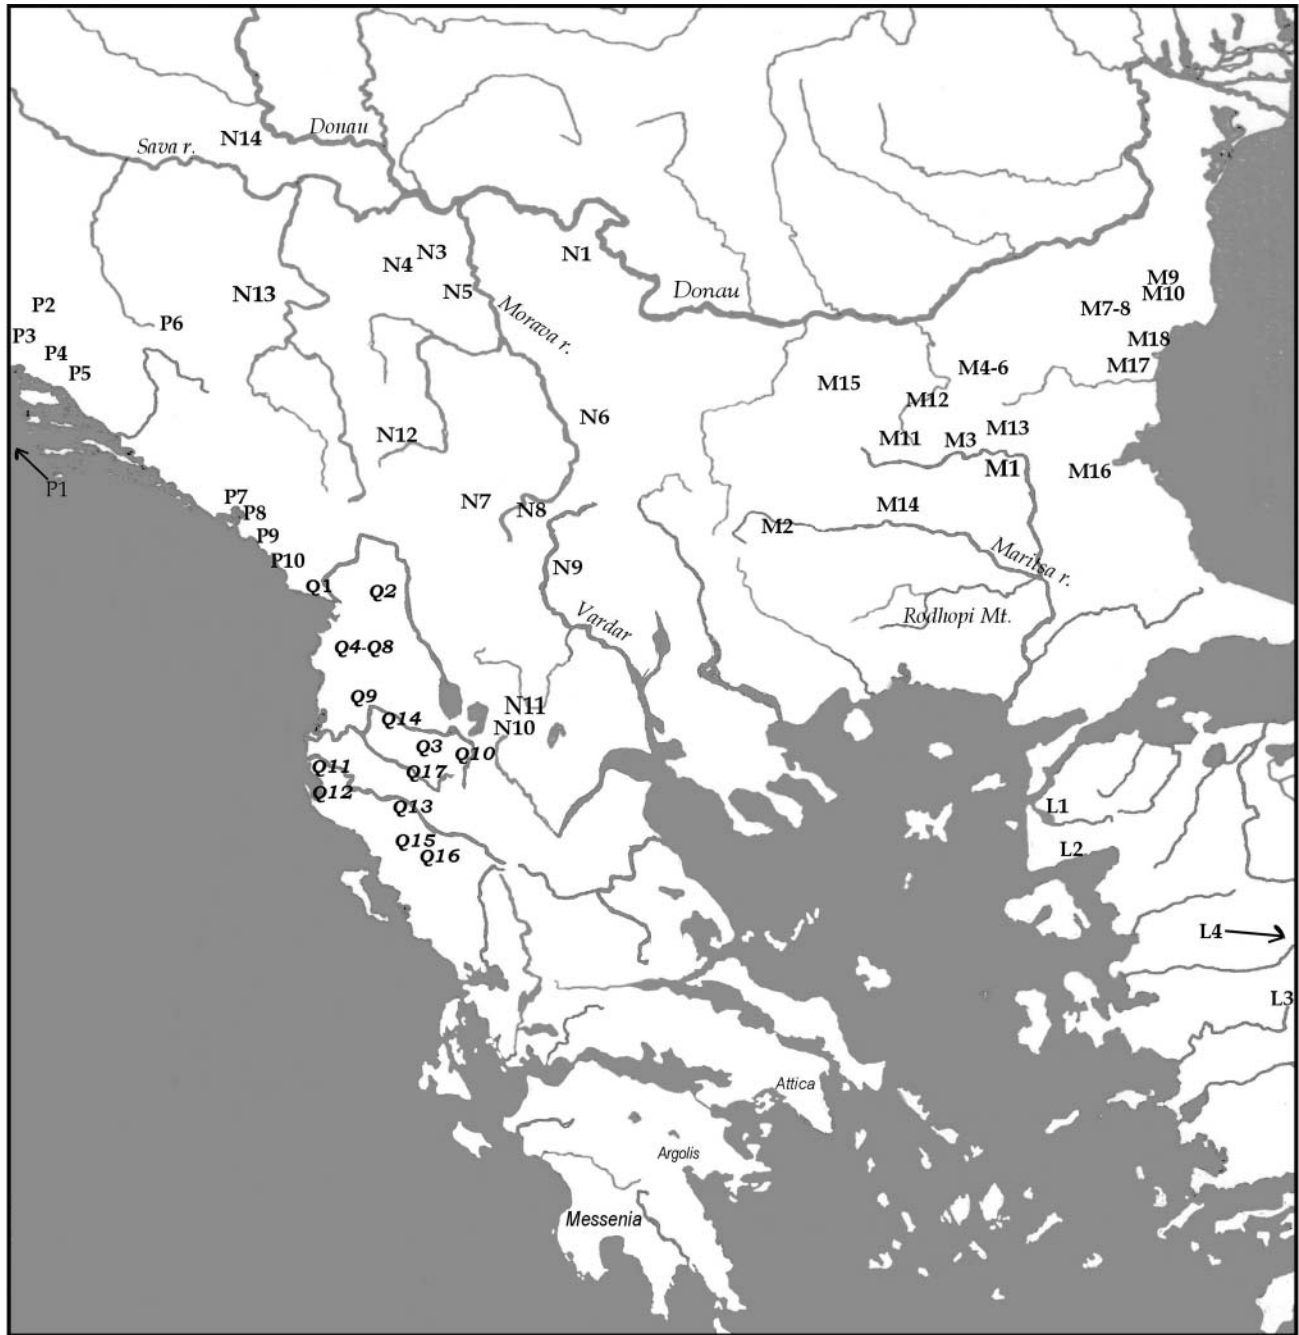 N14
Donau
Sava r.
N3
N4
N1
N5
N13
Donau
Morava r.
M9
M10
M7-8
P2
P6
P3
P4
P5
M18
M17
M4-6
M15
M12
N6
N12
M13
M11
M3
M1
M16
P1
N7
N8
P7
P8
M14
M2
P9
P10
Maritsa r.
N9
Q1
Q2
Vardar
Rodhopi Mt.
Q4-Q8
Q9
N11
Q14
N10
Q3
Q10
Q11
Q17
Q12
Q13
L1
Q15
Q16
L2
L4
L3
Attica
Argolis
Messenia